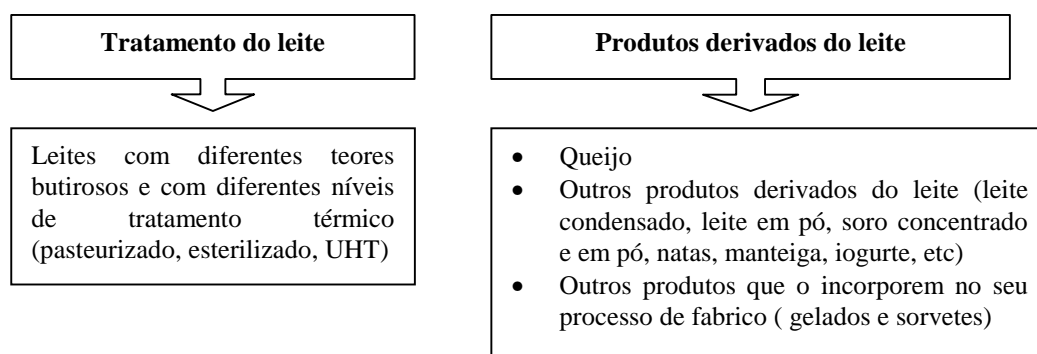 Tratamento do leite
Leites com diferentes teores
butirosos e com diferentes níveis
de tratamento térmico
(pasteurizado, esterilizado, UHT)
Produtos derivados do leite
• Queijo
• Outros produtos derivados do leite (leite
condensado, leite em pó, soro concentrado
e em pó, natas, manteiga, iogurte, etc)
• Outros produtos que o incorporem no seu
processo de fabrico ( gelados e sorvetes)